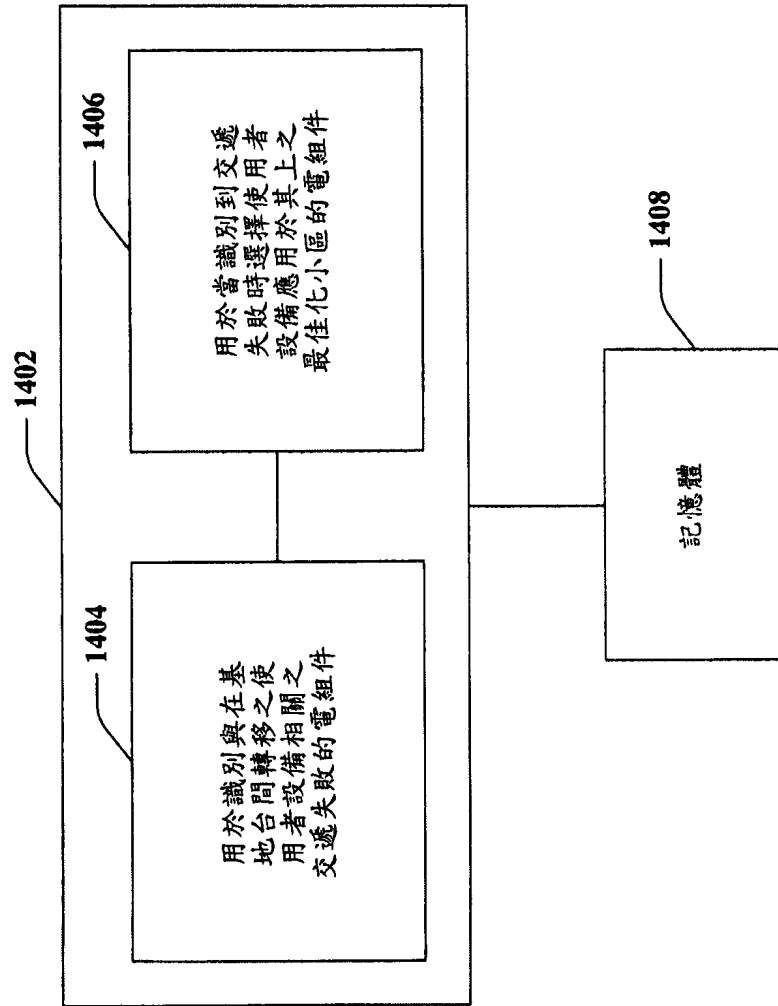 1402
1404
用於識別與在基
地台間轉移之使
用者設備相關之
交遞失敗的電組件
1406
用於當識別到交遞
失敗時選擇使用者
設備應用於其上之
最佳化小區的電組件
1408
記憶體